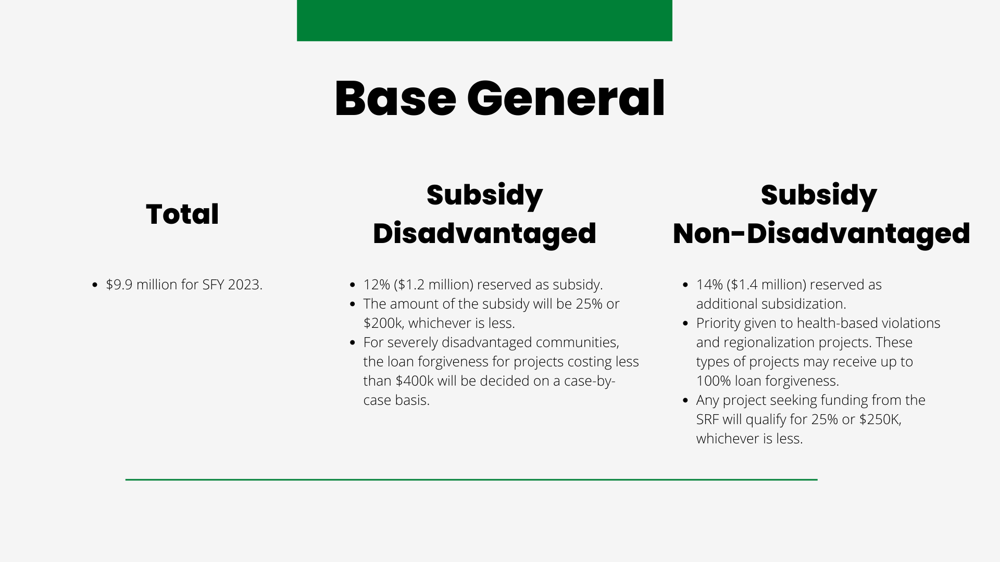 Base General
Total
• $9.9 million for SFY 2023.
Subsidy
Disadvantaged
• 12% ($1.2 million) reserved as subsidy.
• The amount of the subsidy will be 25% or
$200k, whichever is less.
• For severely disadvantaged communities,
the loan forgiveness for projects costing less
than $400k will be decided on a case-by-
case basis.
Subsidy
Non-Disadvantaged
• 14% ($1.4 million) reserved as
additional subsidization.
• Priority given to health-based violations
and regionalization projects. These
types of projects may receive up to
100% loan forgiveness.
• Any project seeking funding from the
SRF will qualify for 25% or $250K,
whichever is less.